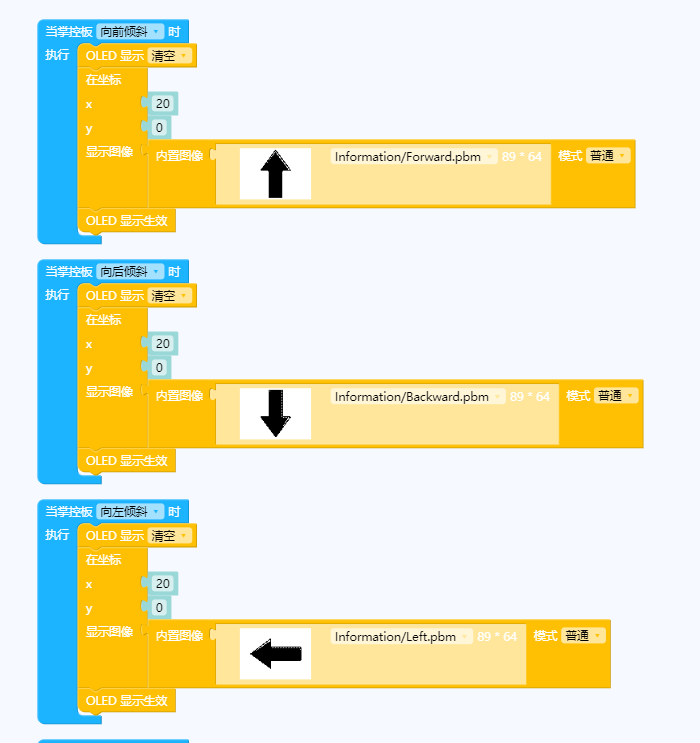 当掌控板 向前倾斜 时
执行 OLED 显示 清空
在坐标
x 20
y 0
显示图像 内置图像 Information/Forward.pbm 89 * 64 模式 普通
OLED 显示生效
当掌控板 向后倾斜 时
执行 OLED 显示 清空
在坐标
x 20
y 0
显示图像 内置图像 Information/Backward.pbm 89 * 64 模式 普通
OLED 显示生效
当掌控板 向左倾斜 时
执行 OLED 显示 清空
在坐标
x 20
y 0
显示图像 内置图像 Information/Left.pbm 89 * 64 模式 普通
OLED 显示生效